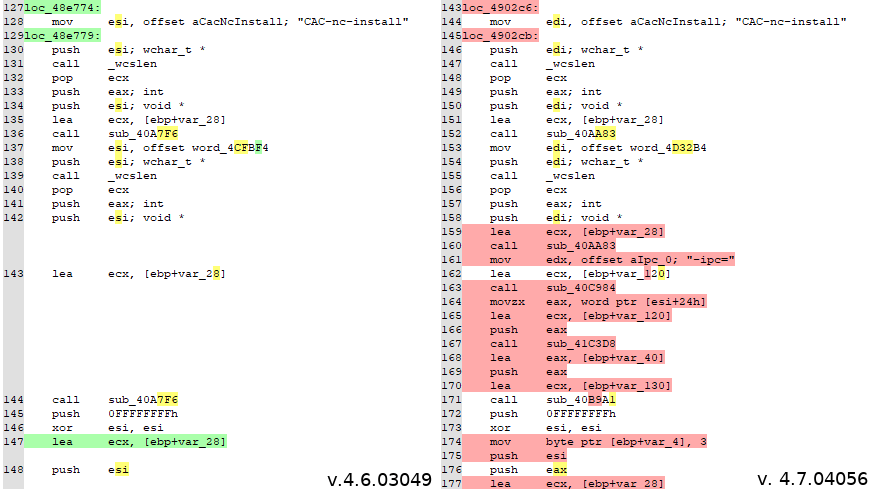 127 loc_48e774:
128 mov esi, offset aCacNcInstall; "CAC-nc-install"
129 loc_48e779:
130 push esi; wchar_t *
131 call _wcslen
132 pop ecx
133 push eax; int
134 push esi; void *
135 lea ecx, [ebp+var_28]
136 call sub_40A7F6
137 mov esi, offset word_4CFBF4
138 push esi; wchar_t *
139 call _wcslen
140 pop ecx
141 push eax; int
142 push esi; void *
143 lea ecx, [ebp+var_28]
144 call sub_40A7F6
145 push 0FFFFFFFFh
146 xor esi, esi
147 lea ecx, [ebp+var_28]
148 push esi
v.4.6.03049
143 loc_4902c6:
144 mov edi, offset aCacNcInstall; "CAC-nc-install"
145 loc_4902cb:
146 push edi; wchar_t *
147 call _wcslen
148 pop ecx
149 push eax; int
150 push edi; void *
151 lea ecx, [ebp+var_28]
152 call sub_40AA83
153 mov edi, offset word_4D32B4
154 push edi; wchar_t *
155 call _wcslen
156 pop ecx
157 push eax; int
158 push edi; void *
159 lea ecx, [ebp+var_28]
160 call sub_40AA83
161 mov edx, offset aIpc_0; "-ipc="
162 lea ecx, [ebp+var_120]
163 call sub_40C984
164 movzx eax, word ptr [esi+24h]
165 lea ecx, [ebp+var_120]
166 push eax
167 call sub_41C3D8
168 lea eax, [ebp+var_40]
169 push eax
170 lea ecx, [ebp+var_130]
171 call sub_40B9A1
172 push 0FFFFFFFFh
173 xor esi, esi
174 mov byte ptr [ebp+var_4], 3
175 push esi
176 push eax
177 lea ecx, [ebp+var_28]
v. 4.7.04056